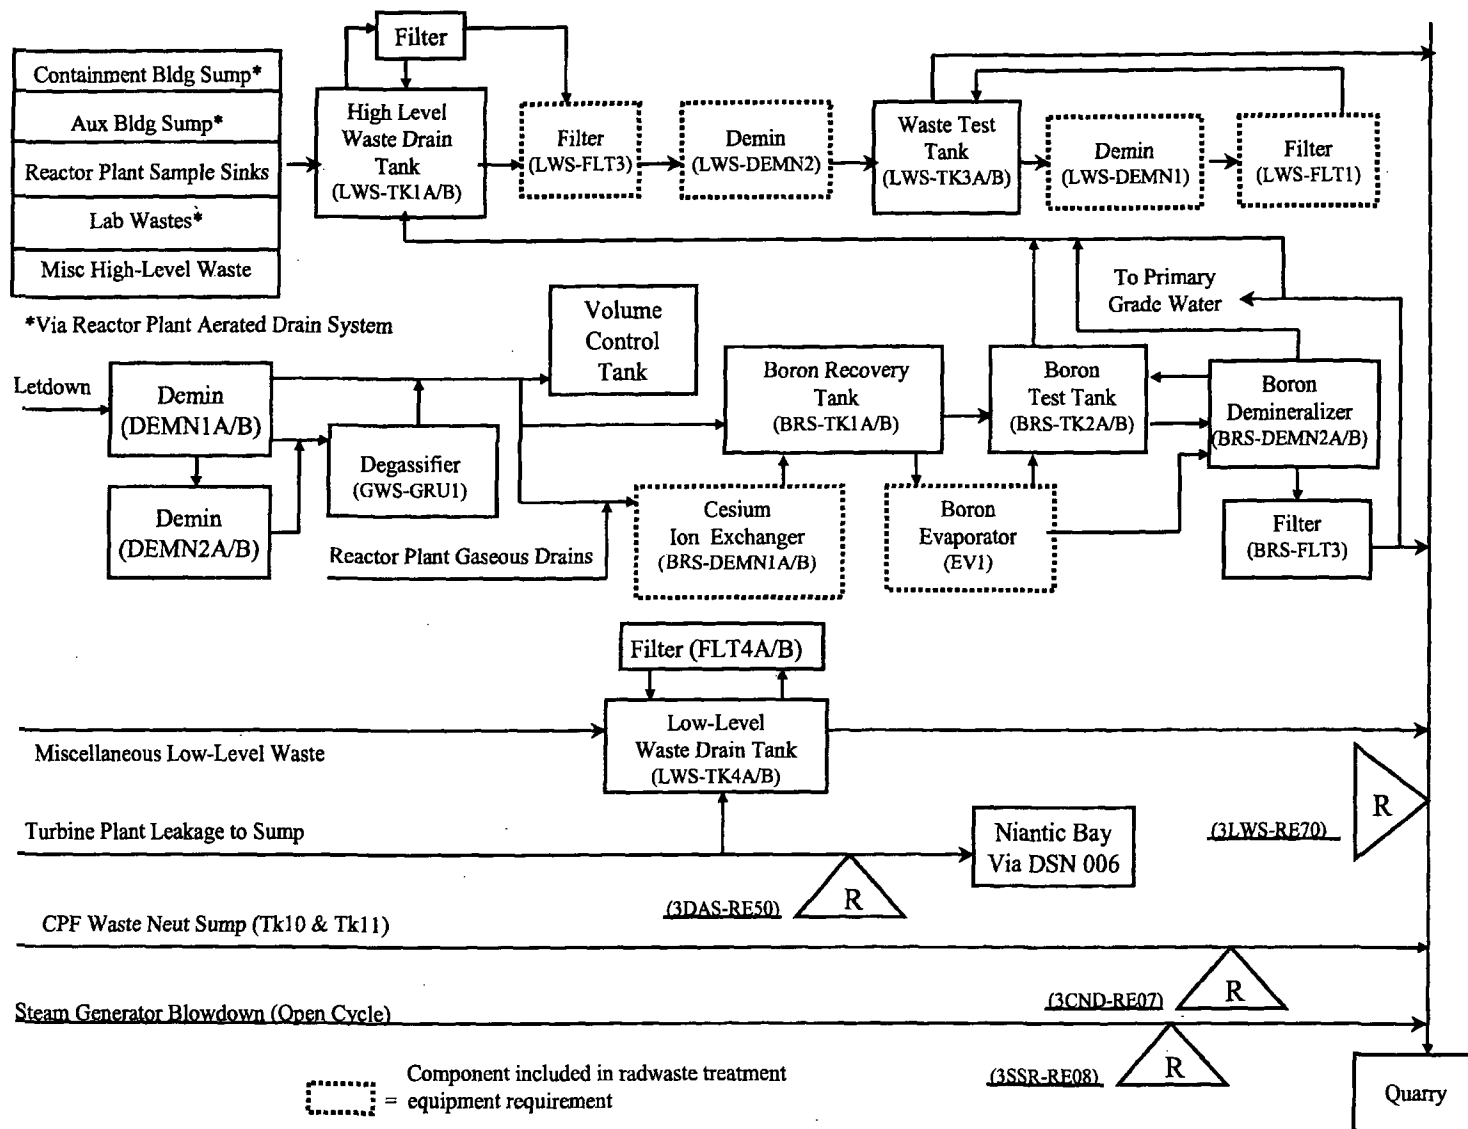 Filter
Containment Bldg Sump*
Aux Bldg Sump*
Reactor Plant Sample Sinks
Lab Wastes*
Misc High-Level Waste
High Level
Waste Drain
Tank
(LWS-TK1A/B)
Filter
(LWS-FLT3)
Demin
(LWS-DEMN2)
Waste Test
Tank
(LWS-TK3A/B)
Demin
(LWS-DEMN1)
Filter
(LWS-FLT1)
To Primary
Grade Water
*Via Reactor Plant Aerated Drain System
Volume
Control
Tank
Letdown
Demin
(DEMN1A/B)
Demin
(DEMN2A/B)
Degassifier
(GWS-GRU1)
Boron Recovery
Tank
(BRS-TK1A/B)
Boron
Test Tank
(BRS-TK2A/B)
Boron
Demineralizer
(BRS-DEMN2A/B)
Reactor Plant Gaseous Drains
Cesium
Ion Exchanger
(BRS-DEMN1A/B)
Boron
Evaporator
(EV1)
Filter
(BRS-FLT3)
Filter (FLT4A/B)
Miscellaneous Low-Level Waste
Low-Level
Waste Drain Tank
(LWS-TK4A/B)
R
(3LWS-RE70)
Turbine Plant Leakage to Sump
Niantic Bay
Via DSN 006
(3DAS-RE50)
R
CPF Waste Neut Sump (Tk10 & Tk11)
(3CND-RE07)
R
Steam Generator Blowdown (Open Cycle)
(3SSR-RE08)
R
Quarry
Component included in radwaste treatment
= equipment requirement